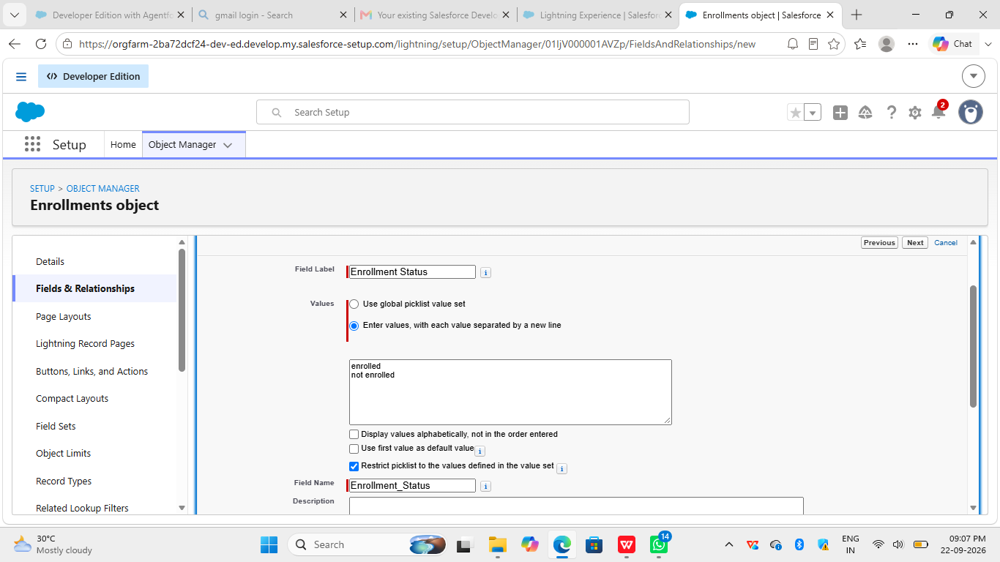 Developer Edition with Agentfo
gmail login - Search
Your existing Salesforce Develo
Lightning Experience | Salesforc
Enrollments object | Salesforce
https://orgfarm-2ba72dcf24-dev-ed.develop.my.salesforce-setup.com/lightning/setup/ObjectManager/01IjV000001AVZp/FieldsAndRelationships/new
Chat
Developer Edition
Search Setup
2
Setup
Home
Object Manager
SETUP > OBJECT MANAGER
Enrollments object
Details
Fields & Relationships
Page Layouts
Lightning Record Pages
Buttons, Links, and Actions
Compact Layouts
Field Sets
Object Limits
Record Types
Related Lookup Filters
Previous
Next
Cancel
Field Label
Enrollment Status
i
Values
Use global picklist value set
Enter values, with each value separated by a new line
enrolled
not enrolled
Display values alphabetically, not in the order entered
Use first value as default value
i
Restrict picklist to the values defined in the value set
i
Field Name
Enrollment_Status
i
Description
30°C
Mostly cloudy
Search
14
ENG
IN
09:07 PM
22-09-2026